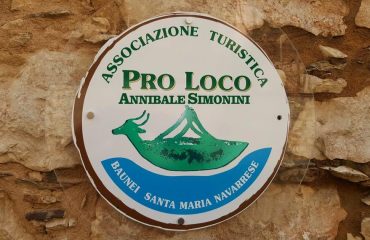 ASSOCIAZIONE TURISTICA
PRO LOCO
ANNIBALE SIMONINI
BAUNEI SANTA MARIA NAVARRESE